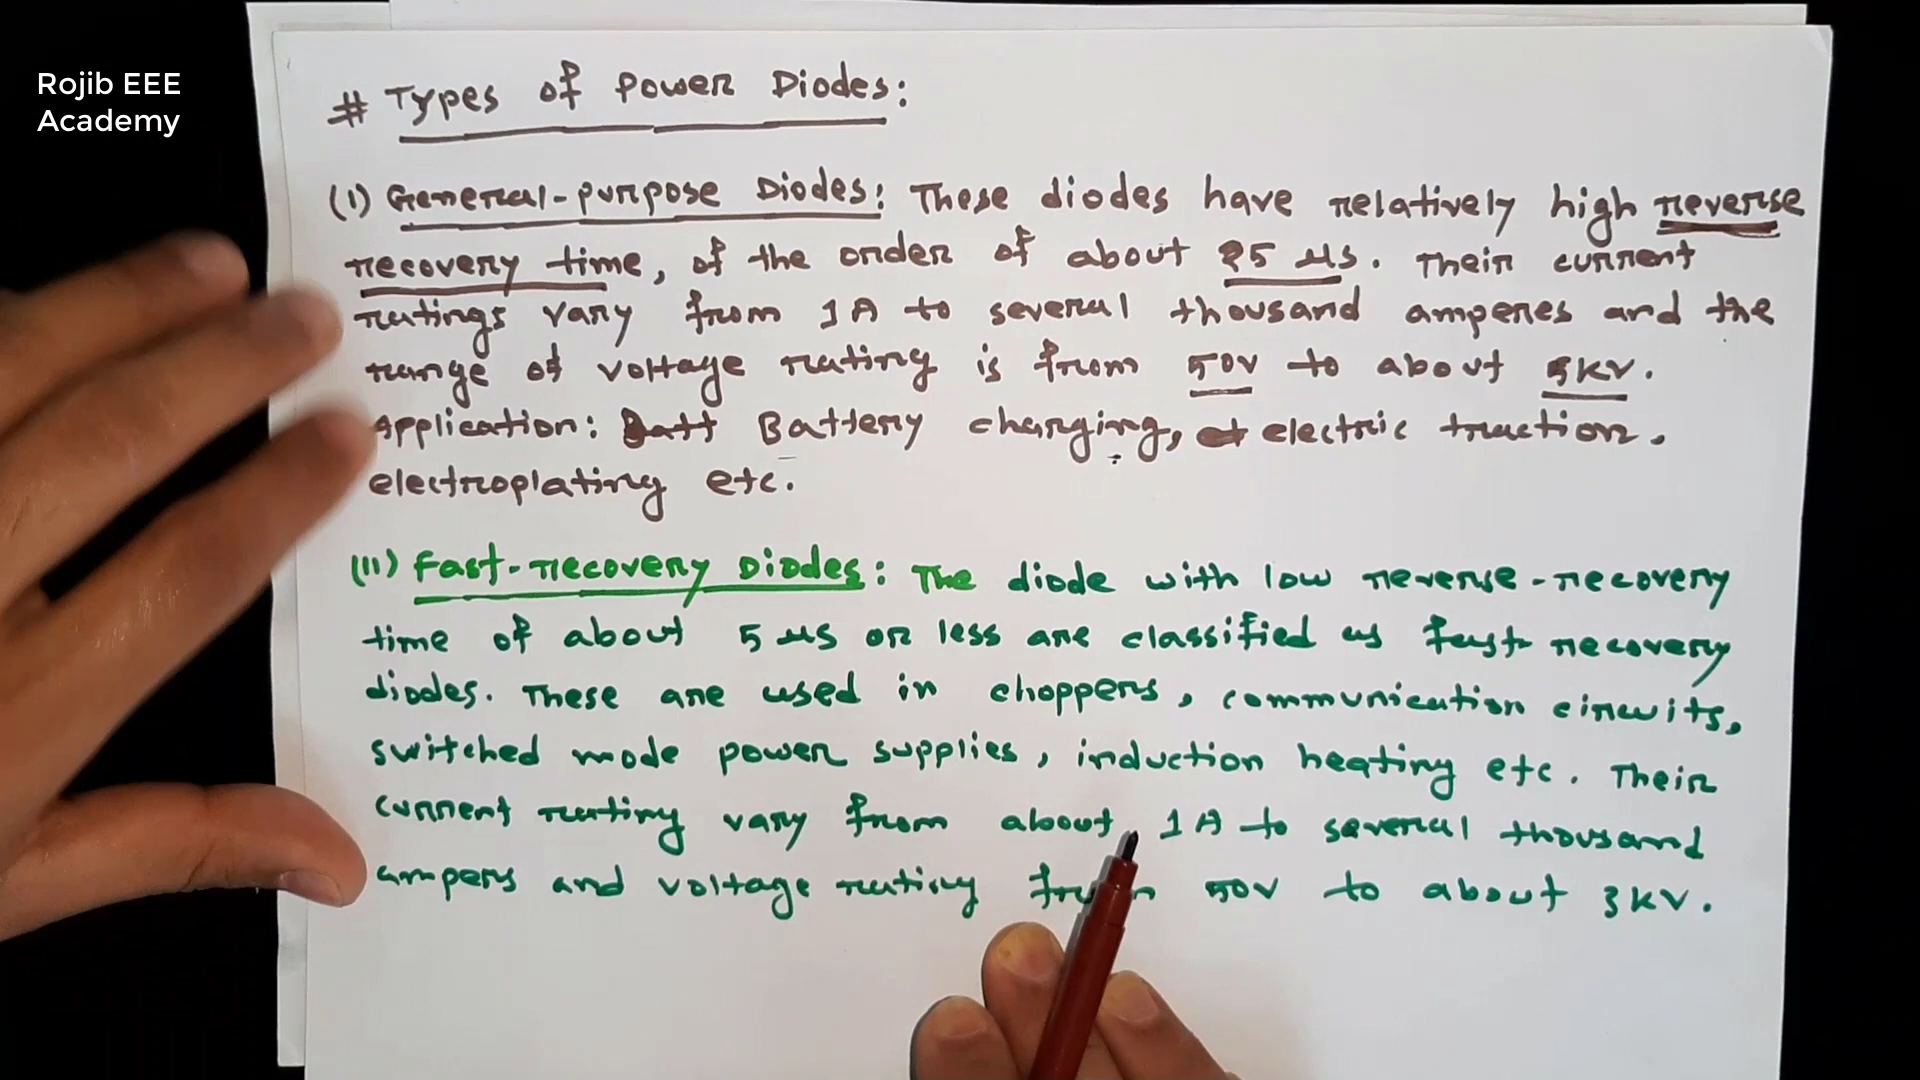 Rojib EEE
Academy
# Types of Power Diodes:
(I) General-purpose Diodes: These diodes have relatively high reverse
recovery time, of the order of about 25 μs. Their current
ratings vary from 1A to several thousand amperes and the
range of voltage rating is from 50V to about 5KV.
Application: Batt Battery charging, electric traction,
electroplating etc.
(II) Fast-recovery Diodes: The diode with low reverse-recovery
time of about 5 μs or less are classified as fast recovery
diodes. These are used in choppers, communication circuits,
switched mode power supplies, induction heating etc. Their
current rating vary from about 1A to several thousand
ampers and voltage rating from 50V to about 3KV.